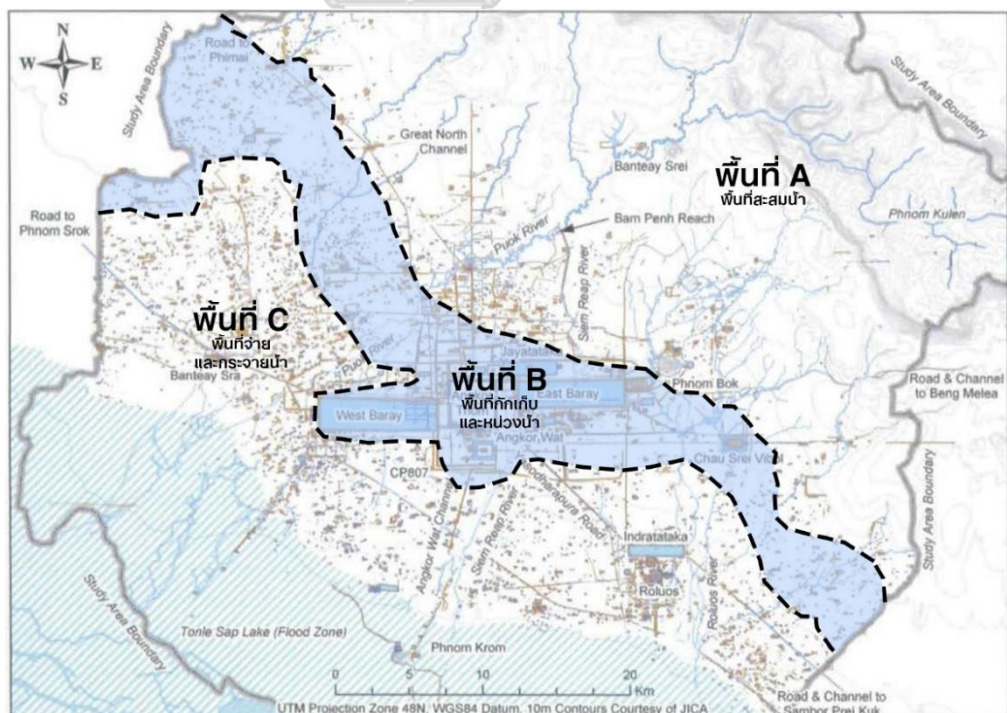 N
W E
S
Road to
Phimai
Study Area Boundary
Study Area Boundary
Great North
Channel
Banteay Srei
พื้นที่ A
พื้นที่สะสมน้ำ
Road to
Phnom Srok
Puok River
Bam Penh Reach
Phnom Kulen
Siem Reap River
พื้นที่ C
พื้นที่จ่าย
และกระจายน้ำ
Puok River
Jayatataka
Banteay Sra
พื้นที่ B
พื้นที่กักเก็บ
และหน่วงน้ำ
East Baray
Phnom Bok
Road & Channel
to Beng Melea
West Baray
Angkor Wat
Chau Srei Vibol
CP807
Yasodharapura Road
Angkor Wat Channel
Siem Reap River
Indratataka
Roluos
Roluos River
Study Area Boundary
Study Area Boundary
Tonle Sap Lake (Flood Zone)
Phnom Krom
0 5 10 20
Km
Road & Channel to
Sambor Prei Kuk
UTM Projection Zone 48N, WGS84 Datum, 10m Contours Courtesy of JICA